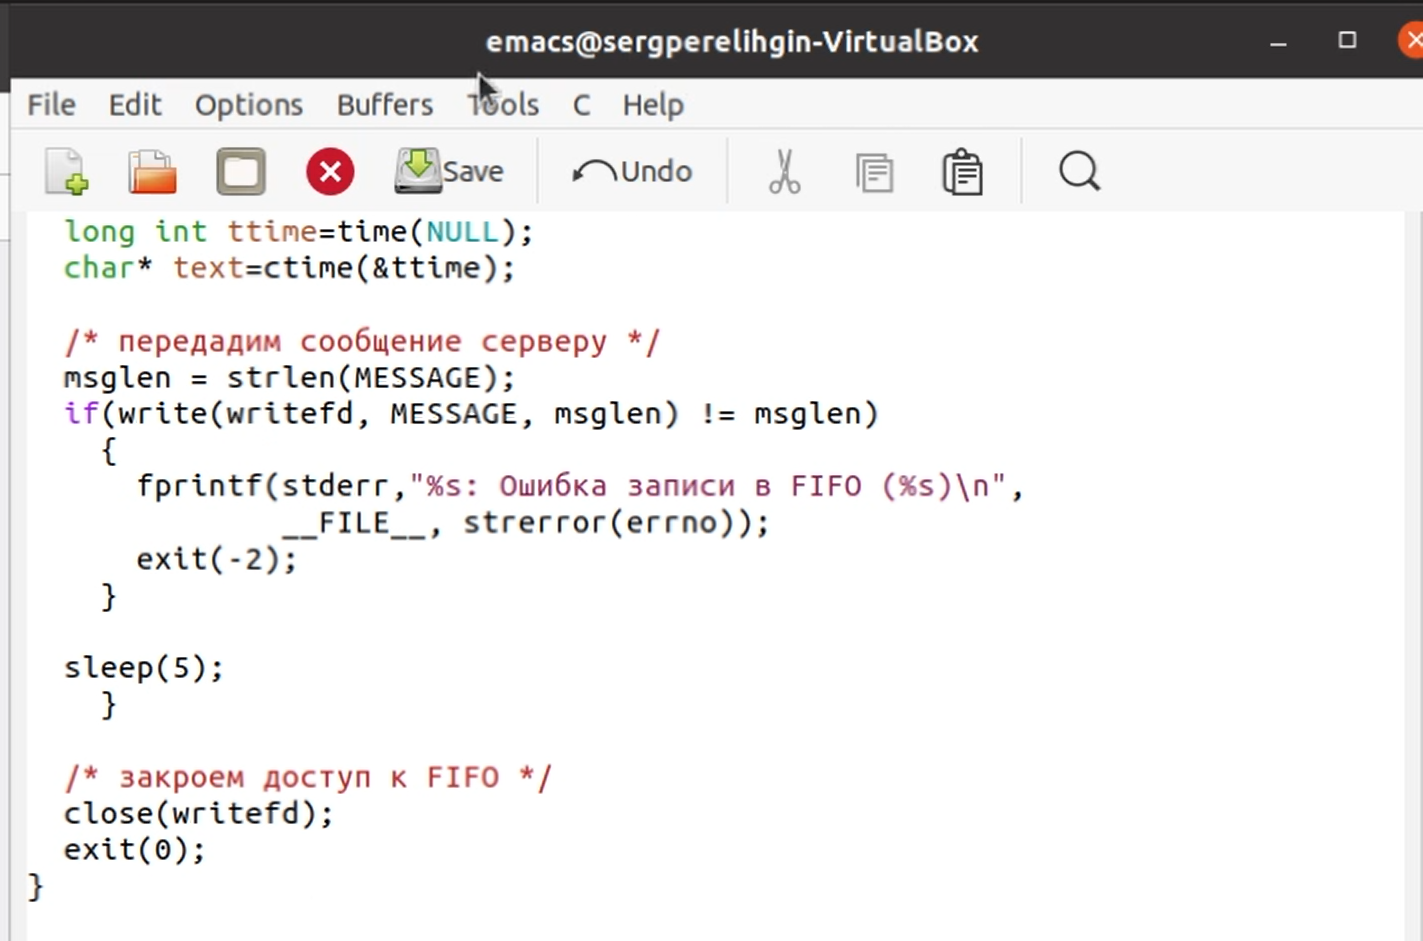 emacs@sergperelihgin-VirtualBox
File Edit Options Buffers Tools C Help
Save Undo
long int ttime=time(NULL);
char* text=ctime(&ttime);
/* передадим сообщение серверу */
msglen = strlen(MESSAGE);
if(write(writefd, MESSAGE, msglen) != msglen)
{
fprintf(stderr,"%s: Ошибка записи в FIFO (%s)\n",
__FILE__, strerror(errno));
exit(-2);
}
sleep(5);
}
/* закроем доступ к FIFO */
close(writefd);
exit(0);
}